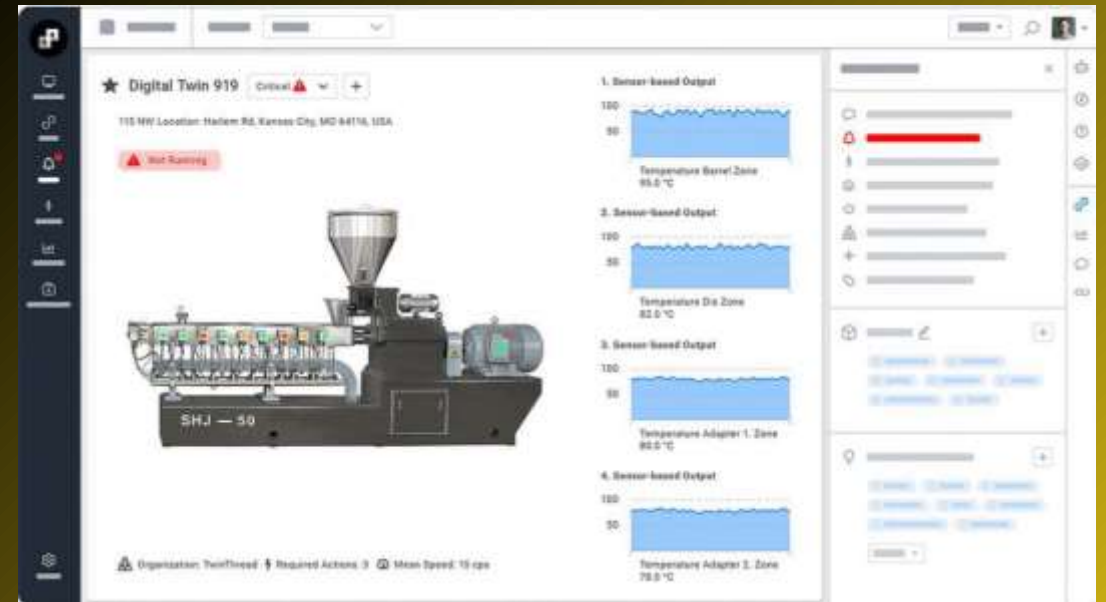 Digital Twin 919 Critical
115 NW Location: Harlem Rd, Kansas City, MO 64116, USA
Not Running
SHJ — 50
Organization: TwinThread Required Actions: 3 Mean Speed: 15 cps
1. Sensor-based Output
100
50
Temperature Barrel Zone
95.0 °C
2. Sensor-based Output
100
50
Temperature Die Zone
82.0 °C
3. Sensor-based Output
100
50
Temperature Adapter 1. Zone
80.0 °C
4. Sensor-based Output
100
50
Temperature Adapter 2. Zone
78.0 °C